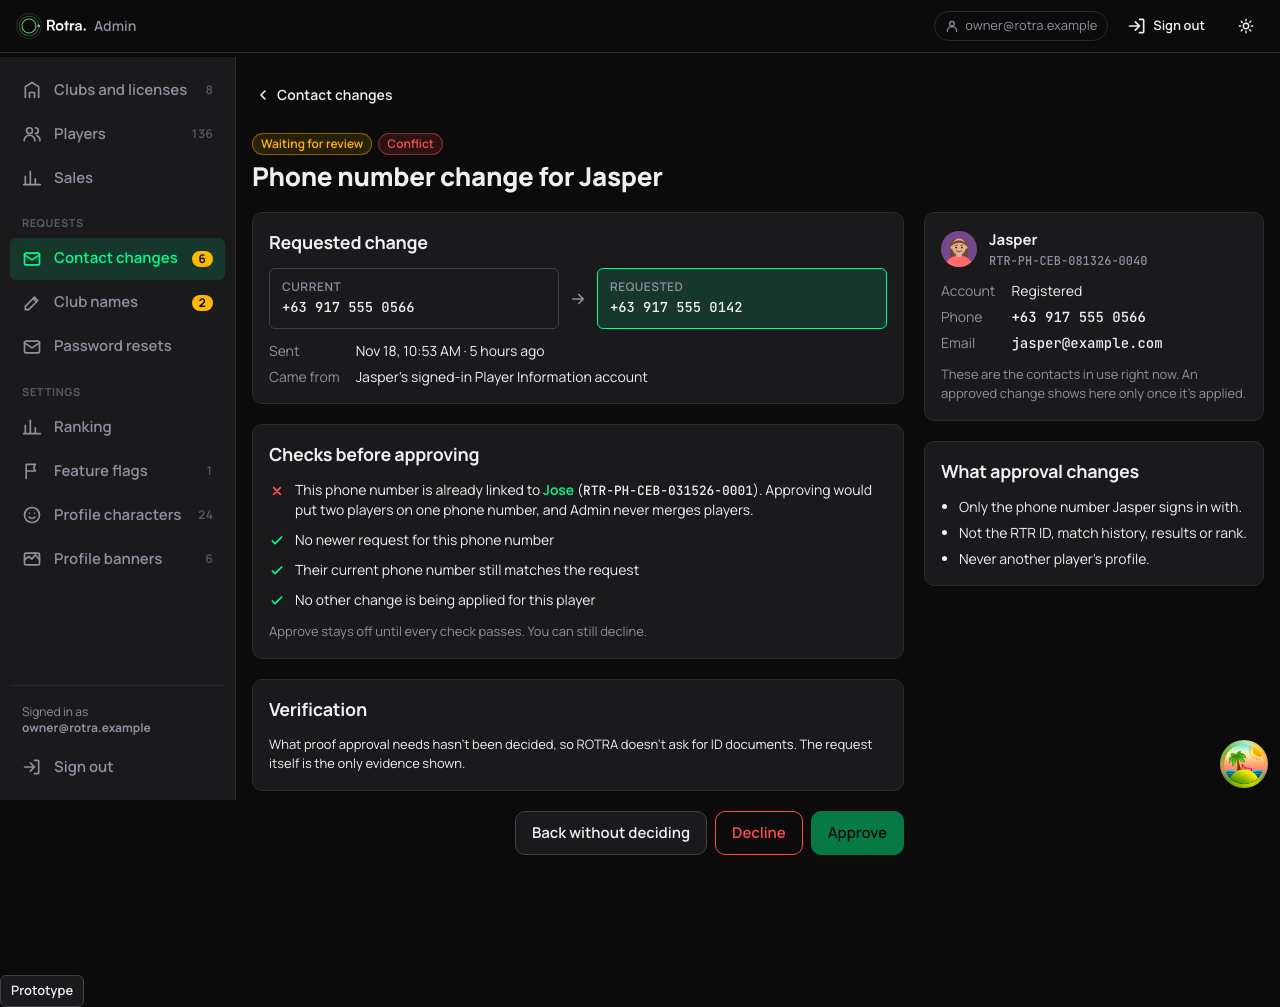 Rotra. Admin
owner@rotra.example
Sign out
Clubs and licenses 8
Players 136
Sales
REQUESTS
Contact changes 6
Club names 2
Password resets
SETTINGS
Ranking
Feature flags 1
Profile characters 24
Profile banners 6
Signed in as
owner@rotra.example
Sign out
Contact changes
Waiting for review Conflict
Phone number change for Jasper
Requested change
CURRENT
+63 917 555 0566
REQUESTED
+63 917 555 0142
Sent Nov 18, 10:53 AM · 5 hours ago
Came from Jasper's signed-in Player Information account
Checks before approving
This phone number is already linked to Jose (RTR-PH-CEB-031526-0001). Approving would
put two players on one phone number, and Admin never merges players.
No newer request for this phone number
Their current phone number still matches the request
No other change is being applied for this player
Approve stays off until every check passes. You can still decline.
Verification
What proof approval needs hasn't been decided, so ROTRA doesn't ask for ID documents. The request
itself is the only evidence shown.
Back without deciding Decline Approve
Jasper
RTR-PH-CEB-081326-0040
Account Registered
Phone +63 917 555 0566
Email jasper@example.com
These are the contacts in use right now. An
approved change shows here only once it's applied.
What approval changes
Only the phone number Jasper signs in with.
Not the RTR ID, match history, results or rank.
Never another player's profile.
Prototype